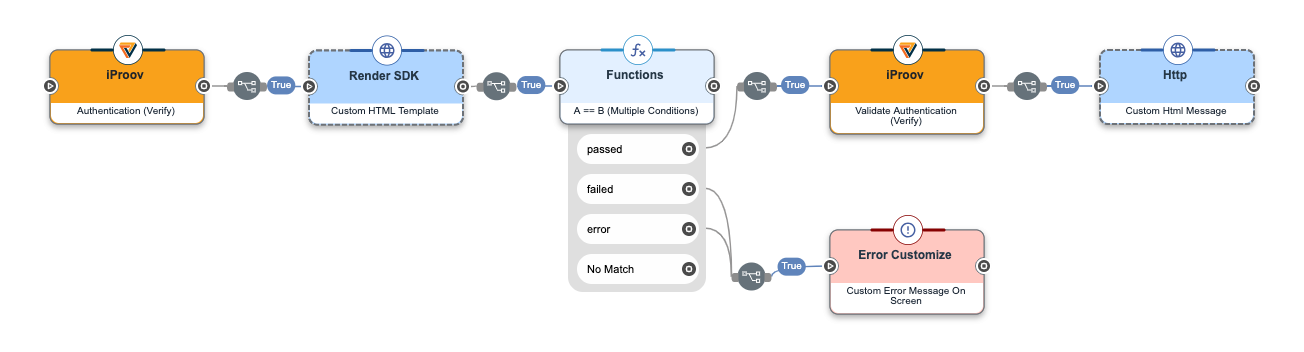 iProov
Authentication (Verify)
True
Render SDK
Custom HTML Template
True
fx
Functions
A == B (Multiple Conditions)
passed
failed
error
No Match
True
iProov
Validate Authentication
(Verify)
True
Http
Custom Html Message
True
Error Customize
Custom Error Message On
Screen